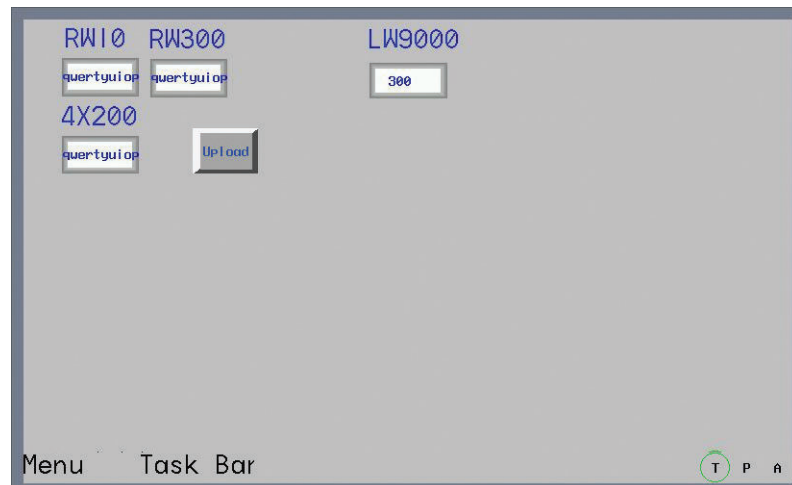 RW10 RW300 LW9000
qwertyuiop qwertyuiop 300
4X200
qwertyuiop Upload
Menu Task Bar T P A